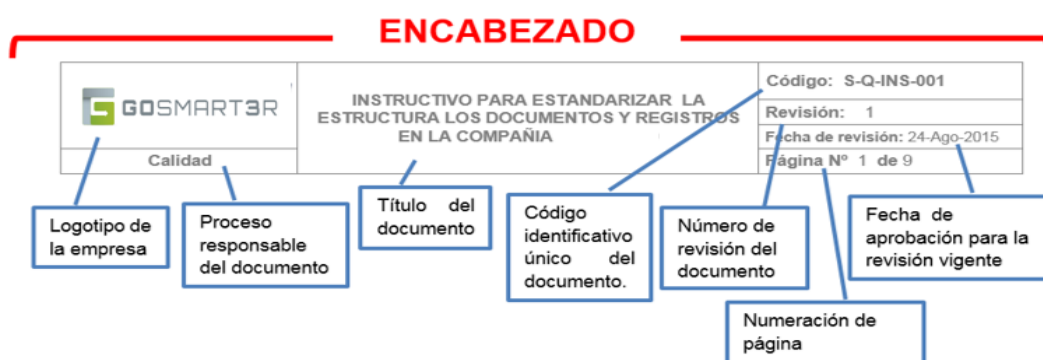 ENCABEZADO
GOSMART3R
Calidad
INSTRUCTIVO PARA ESTANDARIZAR LA
ESTRUCTURA LOS DOCUMENTOS Y REGISTROS
EN LA COMPAÑIA
Código: S-Q-INS-001
Revisión: 1
Fecha de revisión: 24-Ago-2015
Página Nº 1 de 9
Logotipo de
la empresa
Proceso
responsable
del documento
Título del
documento
Código
identificativo
único del
documento.
Número de
revisión del
documento
Fecha de
aprobación para la
revisión vigente
Numeración de
página